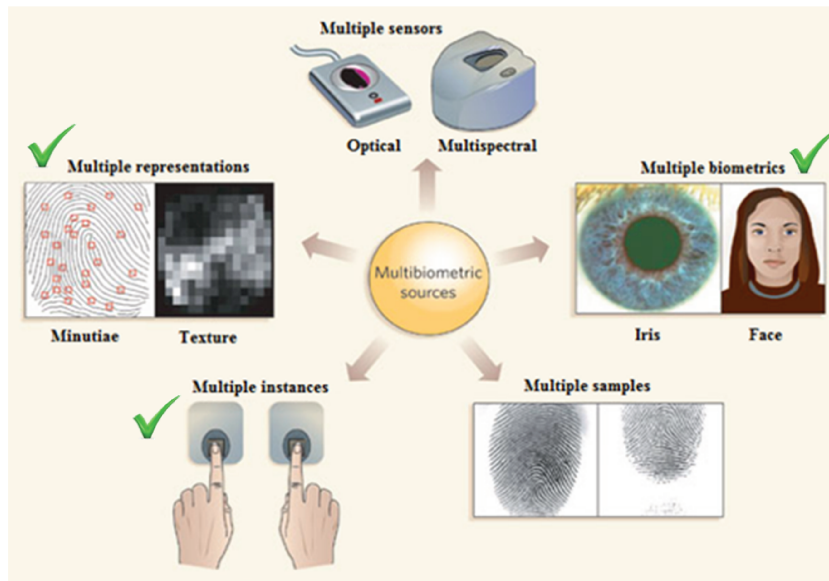 Multiple sensors
Optical
Multispectral
Multiple representations
Minutiae
Texture
Multiple biometrics
Iris
Face
Multibiometric
sources
Multiple instances
Multiple samples